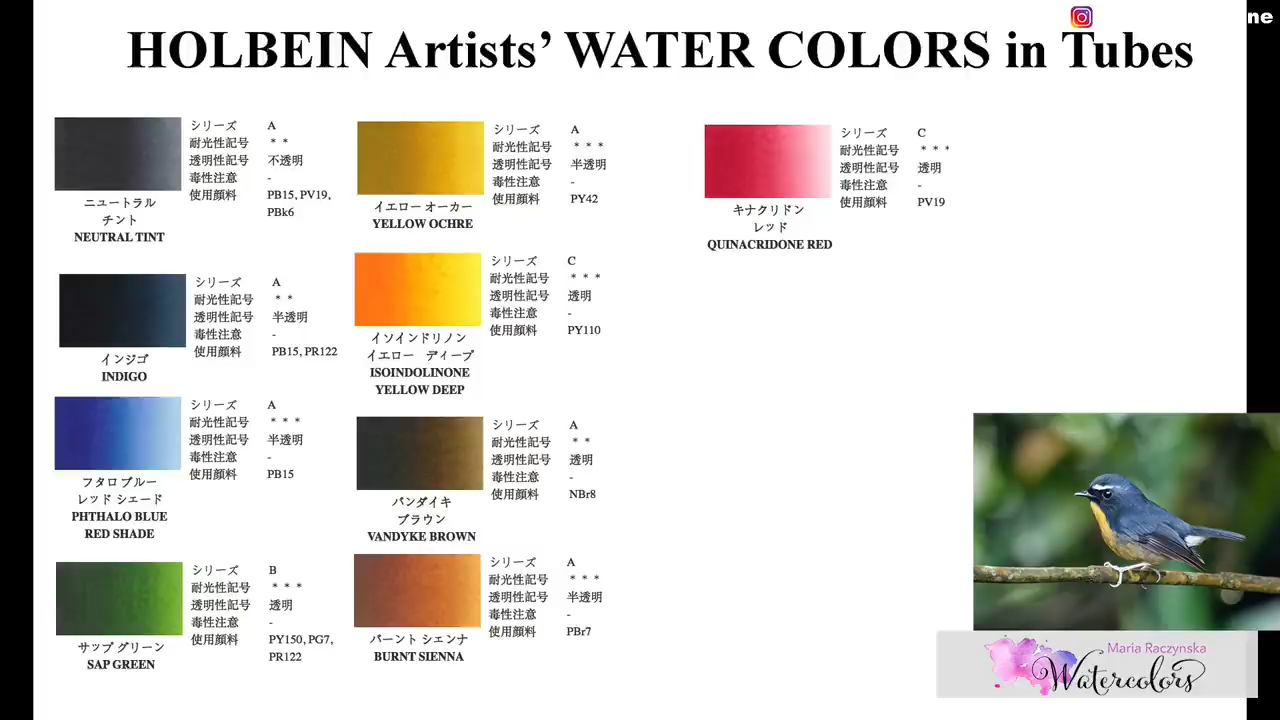 ne
HOLBEIN Artists’ WATER COLORS in Tubes
シリーズ A
耐光性記号 * *
透明性記号 不透明
毒性注意 -
使用顔料 PB15, PV19,
PBk6
ニュートラル
チント
NEUTRAL TINT
シリーズ A
耐光性記号 * *
透明性記号 半透明
毒性注意 -
使用顔料 PB15, PR122
インジゴ
INDIGO
シリーズ A
耐光性記号 * * *
透明性記号 半透明
毒性注意 -
使用顔料 PB15
フタロ ブルー
レッド シェード
PHTHALO BLUE
RED SHADE
シリーズ B
耐光性記号 * * *
透明性記号 透明
毒性注意 -
使用顔料 PY150, PG7,
PR122
サップ グリーン
SAP GREEN
シリーズ A
耐光性記号 * * *
透明性記号 半透明
毒性注意 -
使用顔料 PY42
イエロー オーカー
YELLOW OCHRE
シリーズ C
耐光性記号 * * *
透明性記号 透明
毒性注意 -
使用顔料 PY110
イソインドリノン
イエロー ディープ
ISOINDOLINONE
YELLOW DEEP
シリーズ A
耐光性記号 * *
透明性記号 透明
毒性注意 -
使用顔料 NBr8
バンダイキ
ブラウン
VANDYKE BROWN
シリーズ A
耐光性記号 * * *
透明性記号 半透明
毒性注意 -
使用顔料 PBr7
バーント シエンナ
BURNT SIENNA
シリーズ C
耐光性記号 * * *
透明性記号 透明
毒性注意 -
使用顔料 PV19
キナクリドン
レッド
QUINACRIDONE RED
Maria Raczynska
Watercolors